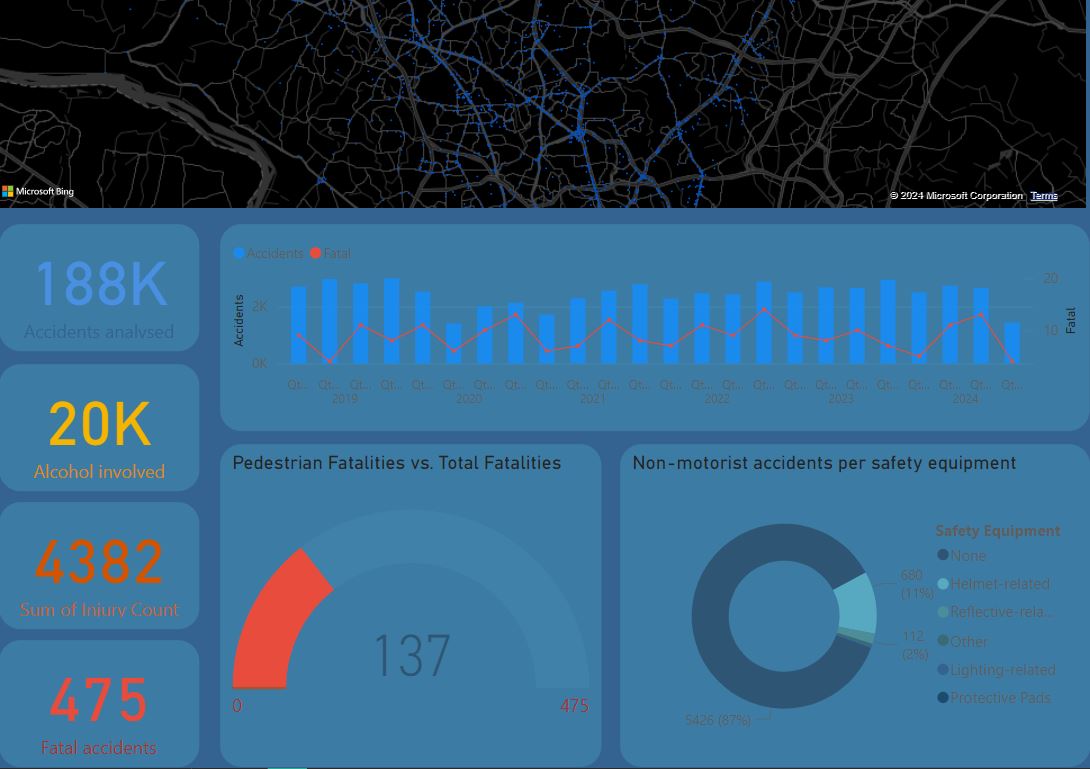 Microsoft Bing
© 2024 Microsoft Corporation Terms
188K
Accidents analysed
20K
Alcohol involved
4382
Sum of Injury Count
475
Fatal accidents
Accidents Fatal
Accidents
2K
0K
20
10
Fatal
Qt... Qt... Qt... Qt... Qt... Qt... Qt... Qt... Qt... Qt... Qt... Qt... Qt... Qt... Qt... Qt... Qt... Qt... Qt... Qt... Qt... Qt... Qt... Qt...
2019 2020 2021 2022 2023 2024
Pedestrian Fatalities vs. Total Fatalities
137
0 475
Non-motorist accidents per safety equipment
680
(11%)
112
(2%)
5426 (87%)
Safety Equipment
None
Helmet-related
Reflective-rela...
Other
Lighting-related
Protective Pads